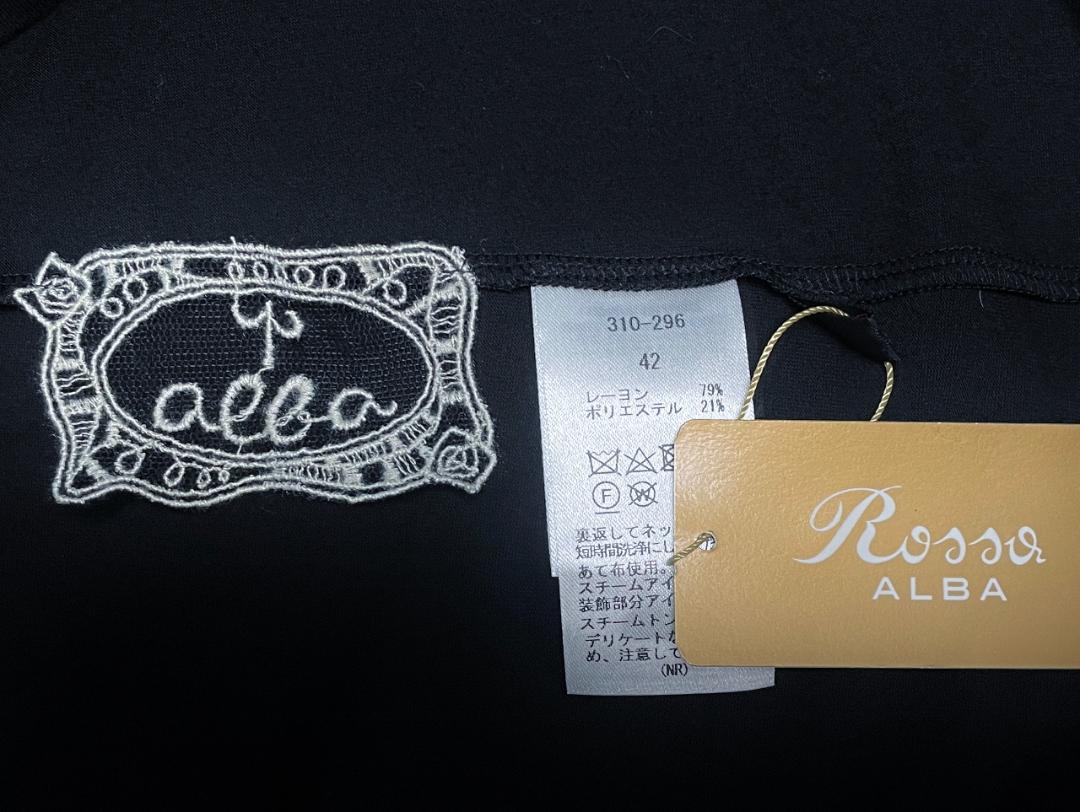 alba
310-296
42
レーヨン 79%
ポリエステル 21%
F W
裏返してネッ
短時間洗浄にし
あて布使用。
スチームアイ
装飾部分アイ
スチームトン
デリケートな
め、注意して
(NR)
Rossa
ALBA